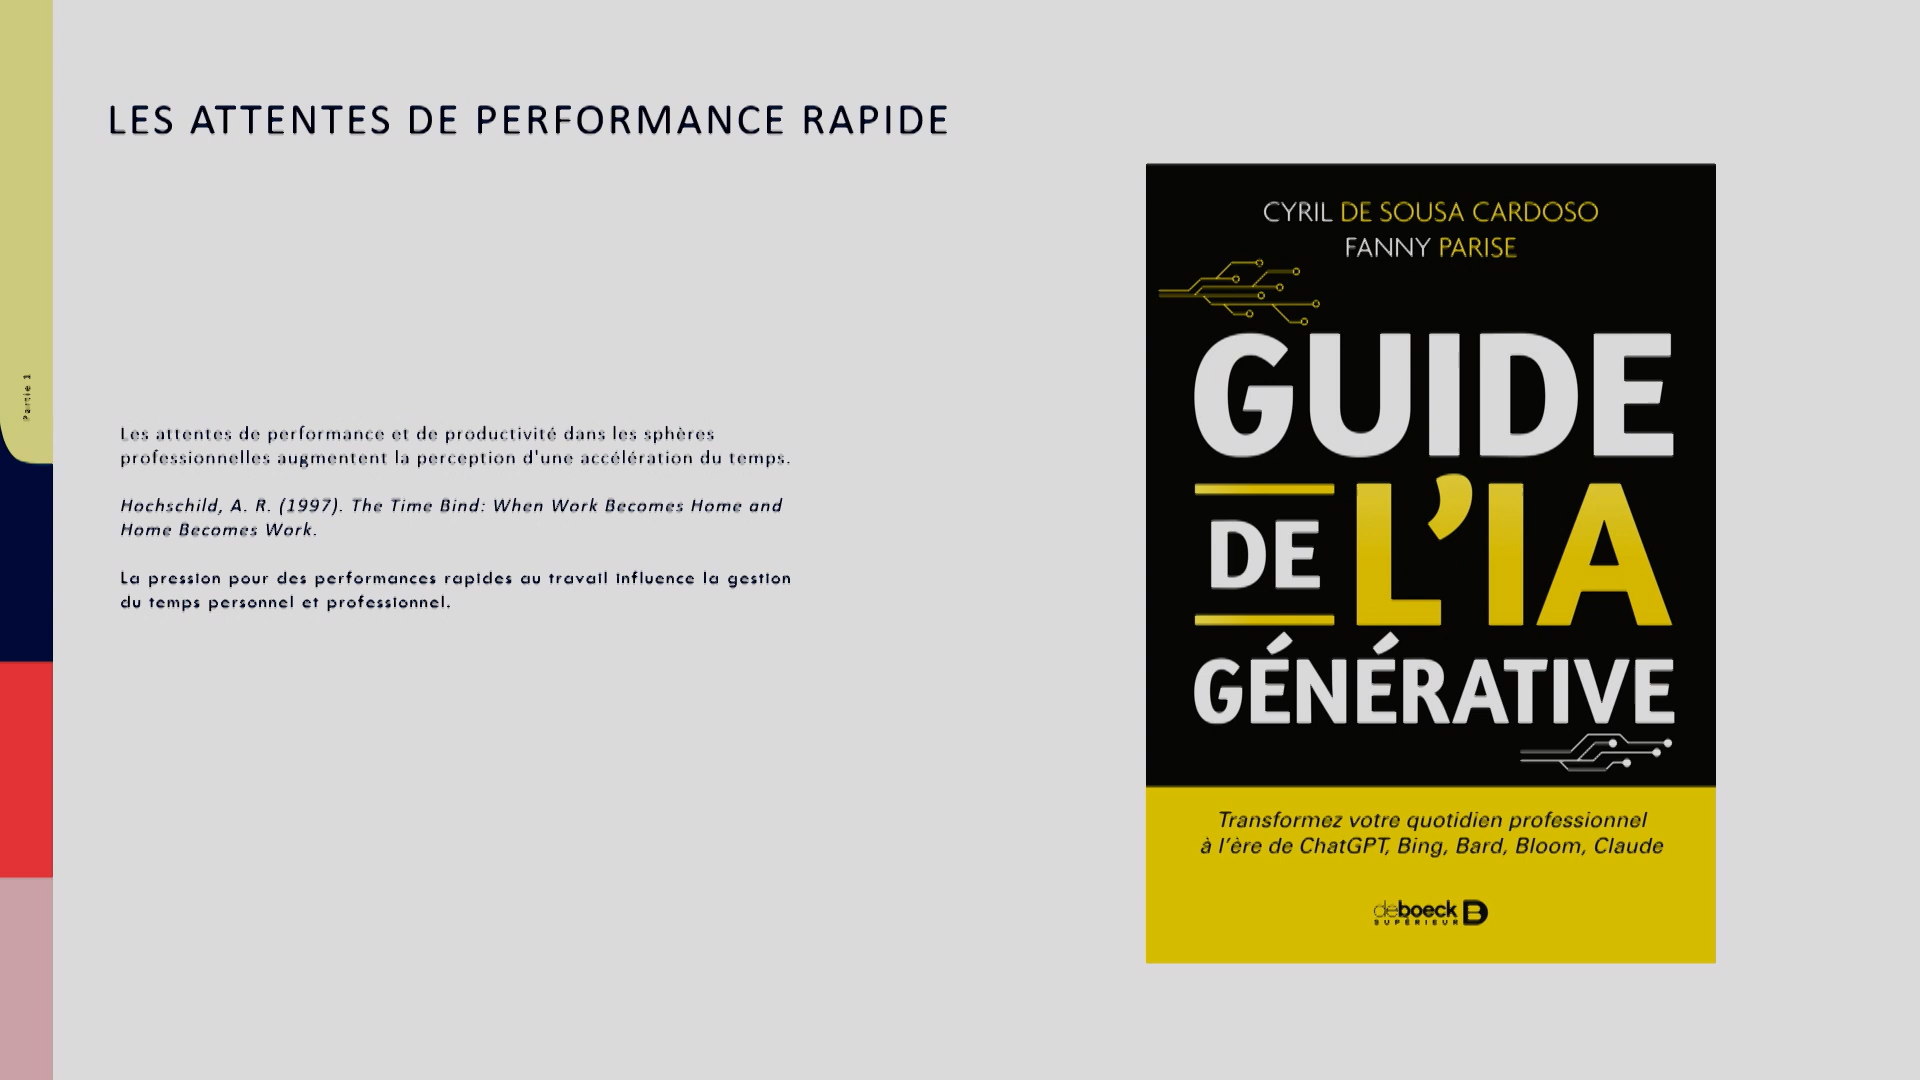 LES ATTENTES DE PERFORMANCE RAPIDE
Partie 1
Les attentes de performance et de productivité dans les sphères
professionnelles augmentent la perception d'une accélération du temps.
Hochschild, A. R. (1997). The Time Bind: When Work Becomes Home and
Home Becomes Work.
La pression pour des performances rapides au travail influence la gestion
du temps personnel et professionnel.
CYRIL DE SOUSA CARDOSO
FANNY PARISE
GUIDE
DE L'IA
GÉNÉRATIVE
Transformez votre quotidien professionnel
à l'ère de ChatGPT, Bing, Bard, Bloom, Claude
deboeck B
SUPÉRIEUR